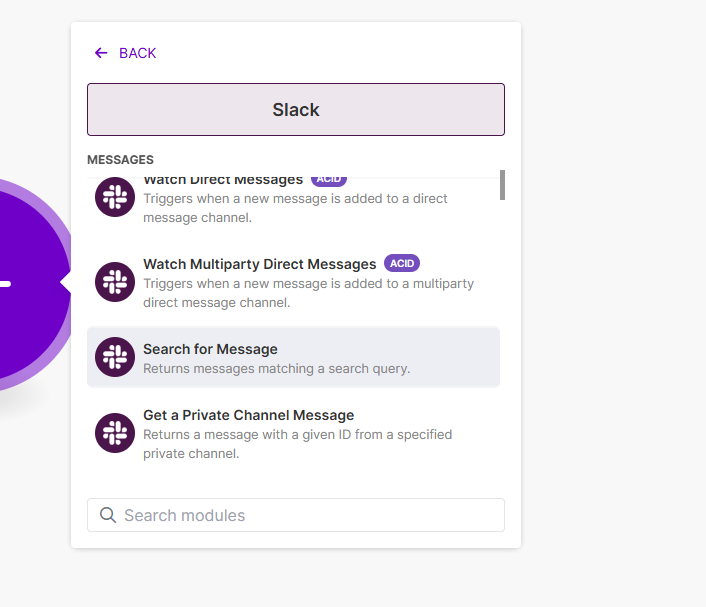 BACK
Slack
MESSAGES
Watch Direct Messages ACID
Triggers when a new message is added to a direct
message channel.
Watch Multiparty Direct Messages ACID
Triggers when a new message is added to a multiparty
direct message channel.
Search for Message
Returns messages matching a search query.
Get a Private Channel Message
Returns a message with a given ID from a specified
private channel.
Search modules